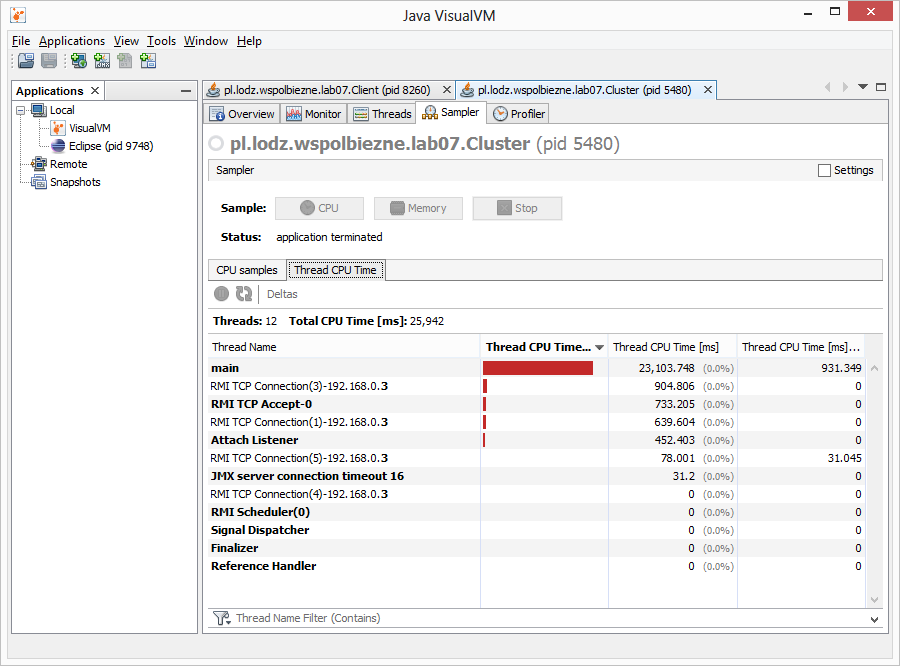 Java VisualVM
File Applications View Tools Window Help
Applications
Local
VisualVM
Eclipse (pid 9748)
Remote
Snapshots
pl.lodz.wspolbiezne.lab07.Client (pid 8260) pl.lodz.wspolbiezne.lab07.Cluster (pid 5480)
Overview Monitor Threads Sampler Profiler
pl.lodz.wspolbiezne.lab07.Cluster (pid 5480)
Sampler Settings
Sample: CPU Memory Stop
Status: application terminated
CPU samples Thread CPU Time
Deltas
Threads: 12 Total CPU Time [ms]: 25,942
Thread Name Thread CPU Time... Thread CPU Time [ms] Thread CPU Time [ms]...
main 23,103.748 (0.0%) 931.349
RMI TCP Connection(3)-192.168.0.3 904.806 (0.0%) 0
RMI TCP Accept-0 733.205 (0.0%) 0
RMI TCP Connection(1)-192.168.0.3 639.604 (0.0%) 0
Attach Listener 452.403 (0.0%) 0
RMI TCP Connection(5)-192.168.0.3 78.001 (0.0%) 31.045
JMX server connection timeout 16 31.2 (0.0%) 0
RMI TCP Connection(4)-192.168.0.3 0 (0.0%) 0
RMI Scheduler(0) 0 (0.0%) 0
Signal Dispatcher 0 (0.0%) 0
Finalizer 0 (0.0%) 0
Reference Handler 0 (0.0%) 0
Thread Name Filter (Contains)